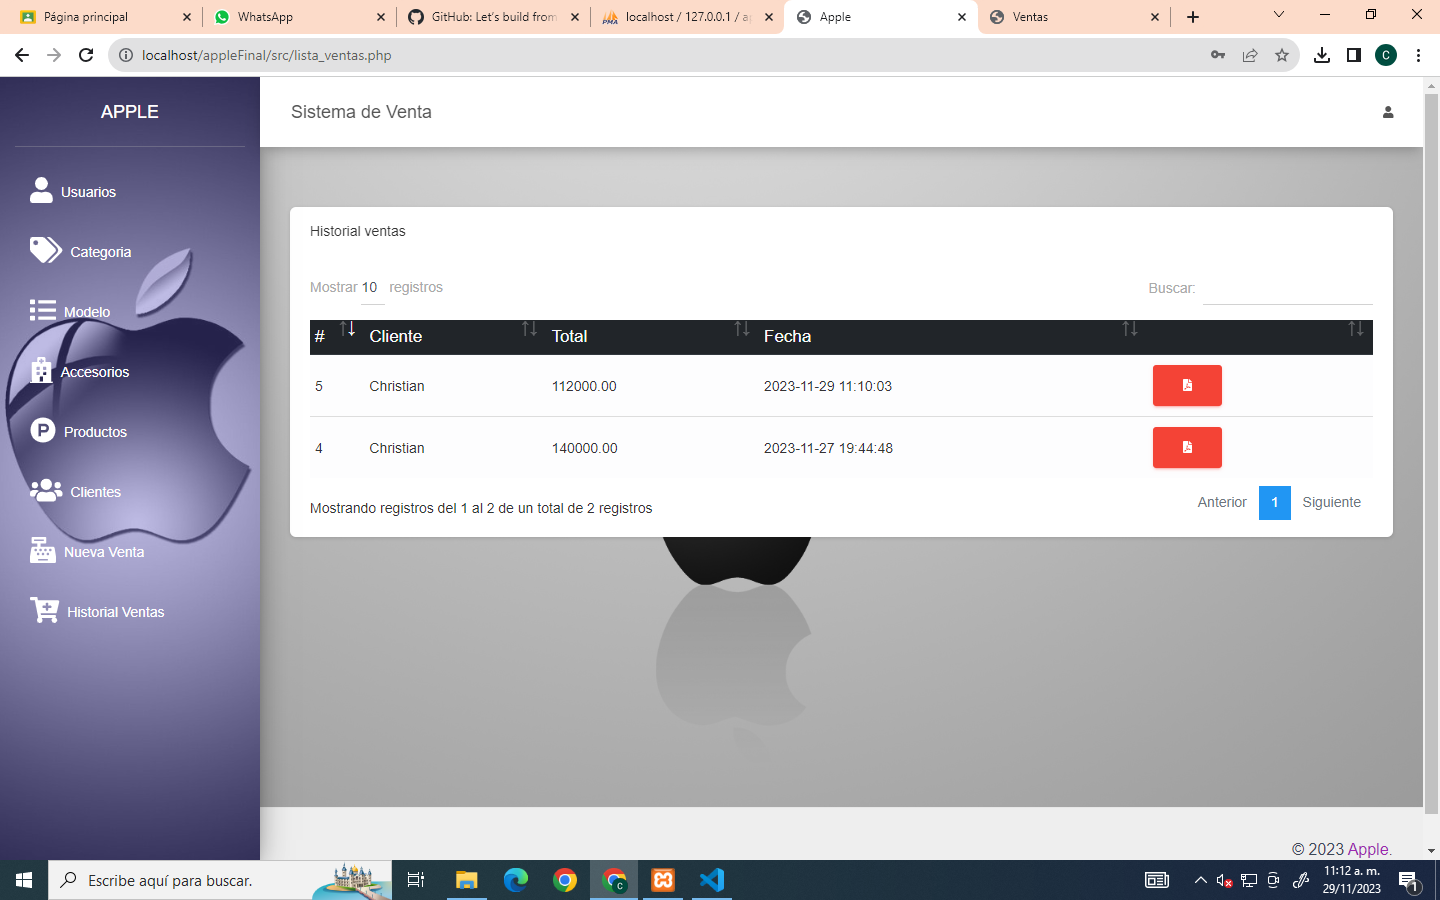 Página principal
WhatsApp
GitHub: Let's build from
localhost / 127.0.0.1 / a
Apple
Ventas
localhost/appleFinal/src/lista_ventas.php
C
APPLE
Sistema de Venta
Usuarios
Categoria
Modelo
Accesorios
Productos
Clientes
Nueva Venta
Historial Ventas
Historial ventas
Mostrar 10 registros
Buscar:
# Cliente Total Fecha
5 Christian 112000.00 2023-11-29 11:10:03
4 Christian 140000.00 2023-11-27 19:44:48
Mostrando registros del 1 al 2 de un total de 2 registros
Anterior 1 Siguiente
© 2023 Apple.
Escribe aquí para buscar.
11:12 a. m.
29/11/2023
1